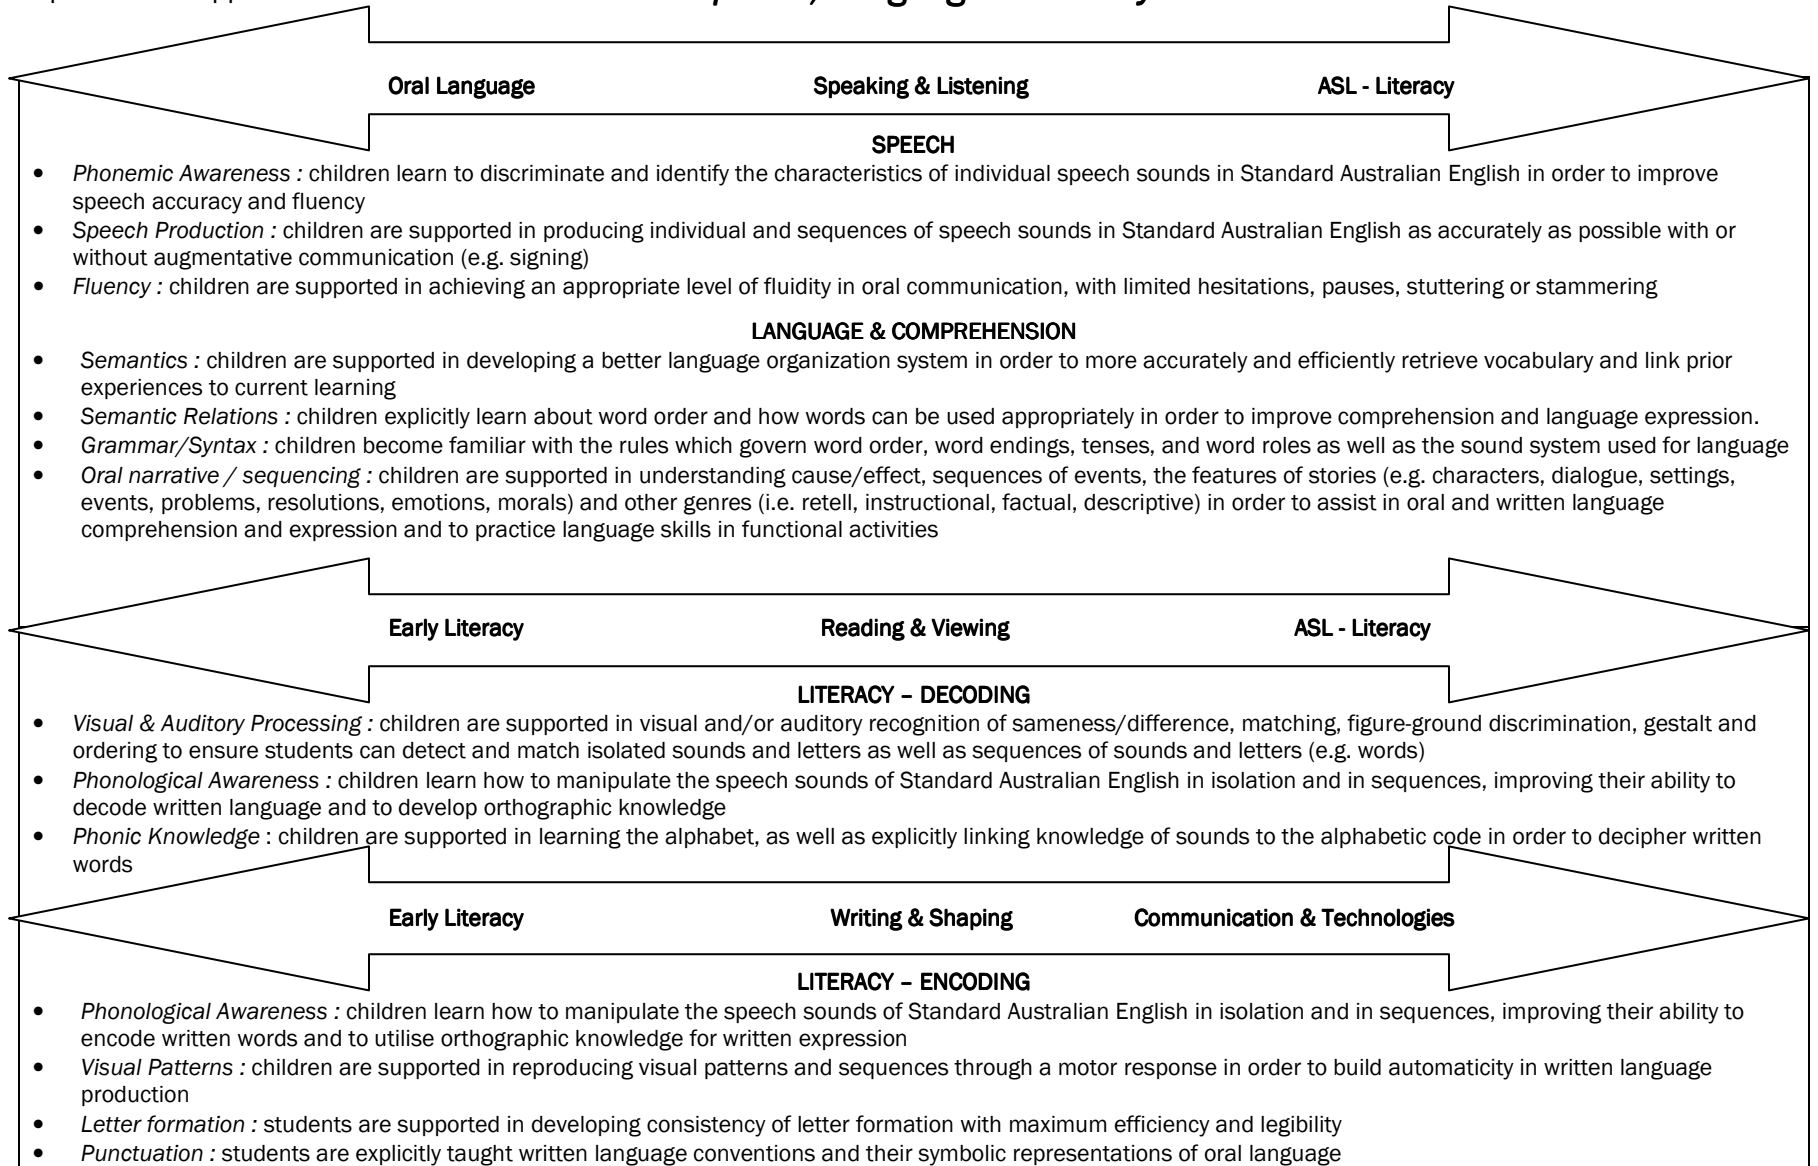 Oral Language Speaking & Listening ASL - Literacy
SPEECH
• Phonemic Awareness : children learn to discriminate and identify the characteristics of individual speech sounds in Standard Australian English in order to improve
speech accuracy and fluency
• Speech Production : children are supported in producing individual and sequences of speech sounds in Standard Australian English as accurately as possible with or
without augmentative communication (e.g. signing)
• Fluency : children are supported in achieving an appropriate level of fluidity in oral communication, with limited hesitations, pauses, stuttering or stammering
LANGUAGE & COMPREHENSION
• Semantics : children are supported in developing a better language organization system in order to more accurately and efficiently retrieve vocabulary and link prior
experiences to current learning
• Semantic Relations : children explicitly learn about word order and how words can be used appropriately in order to improve comprehension and language expression.
• Grammar/Syntax : children become familiar with the rules which govern word order, word endings, tenses, and word roles as well as the sound system used for language
• Oral narrative / sequencing : children are supported in understanding cause/effect, sequences of events, the features of stories (e.g. characters, dialogue, settings,
events, problems, resolutions, emotions, morals) and other genres (i.e. retell, instructional, factual, descriptive) in order to assist in oral and written language
comprehension and expression and to practice language skills in functional activities
Early Literacy Reading & Viewing ASL - Literacy
LITERACY – DECODING
• Visual & Auditory Processing : children are supported in visual and/or auditory recognition of sameness/difference, matching, figure-ground discrimination, gestalt and
ordering to ensure students can detect and match isolated sounds and letters as well as sequences of sounds and letters (e.g. words)
• Phonological Awareness : children learn how to manipulate the speech sounds of Standard Australian English in isolation and in sequences, improving their ability to
decode written language and to develop orthographic knowledge
• Phonic Knowledge : children are supported in learning the alphabet, as well as explicitly linking knowledge of sounds to the alphabetic code in order to decipher written
words
Early Literacy Writing & Shaping Communication & Technologies
LITERACY – ENCODING
• Phonological Awareness : children learn how to manipulate the speech sounds of Standard Australian English in isolation and in sequences, improving their ability to
encode written words and to utilise orthographic knowledge for written expression
• Visual Patterns : children are supported in reproducing visual patterns and sequences through a motor response in order to build automaticity in written language
production
• Letter formation : students are supported in developing consistency of letter formation with maximum efficiency and legibility
• Punctuation : students are explicitly taught written language conventions and their symbolic representations of oral language